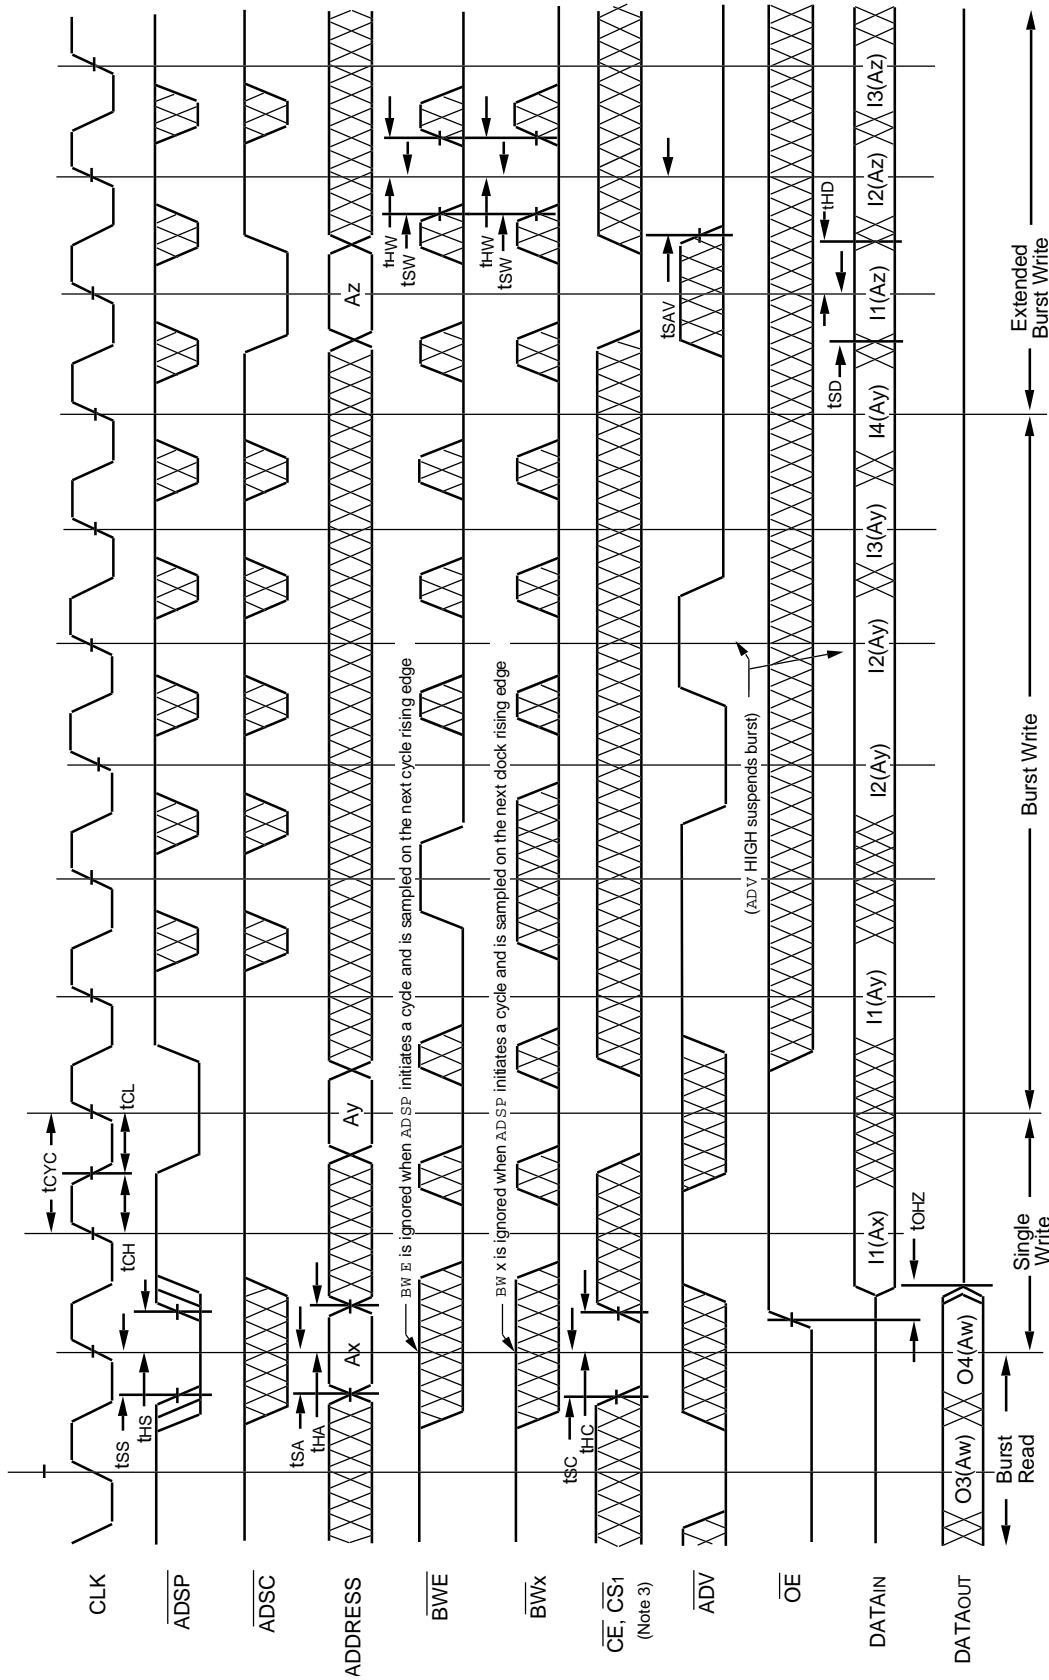 tCYC
tCH
tCL
CLK
tSS
tHS
ADSP
ADSC
tSA
tHA
ADDRESS
Ax
Ay
Az
BWE is ignored when ADSP initiates a cycle and is sampled on the next cycle rising edge
tHW
tSW
BWE
BWx is ignored when ADSP initiates a cycle and is sampled on the next dock rising edge
tHW
tSW
BWx
tSC
tHC
CE, CS1
(Note 3)
tSAV
ADV
(ADV HIGH suspends burst)
OE
tSD
tHD
DATAIN
I1(Ax)
I1(Ay)
I2(Ay)
I2(Ay)
I3(Ay)
I4(Ay)
I1(Az)
I2(Az)
I3(Az)
tOHZ
DATAOUT
O3(Aw)
O4(Aw)
Burst
Read
Single
Write
Burst Write
Extended
Burst Write